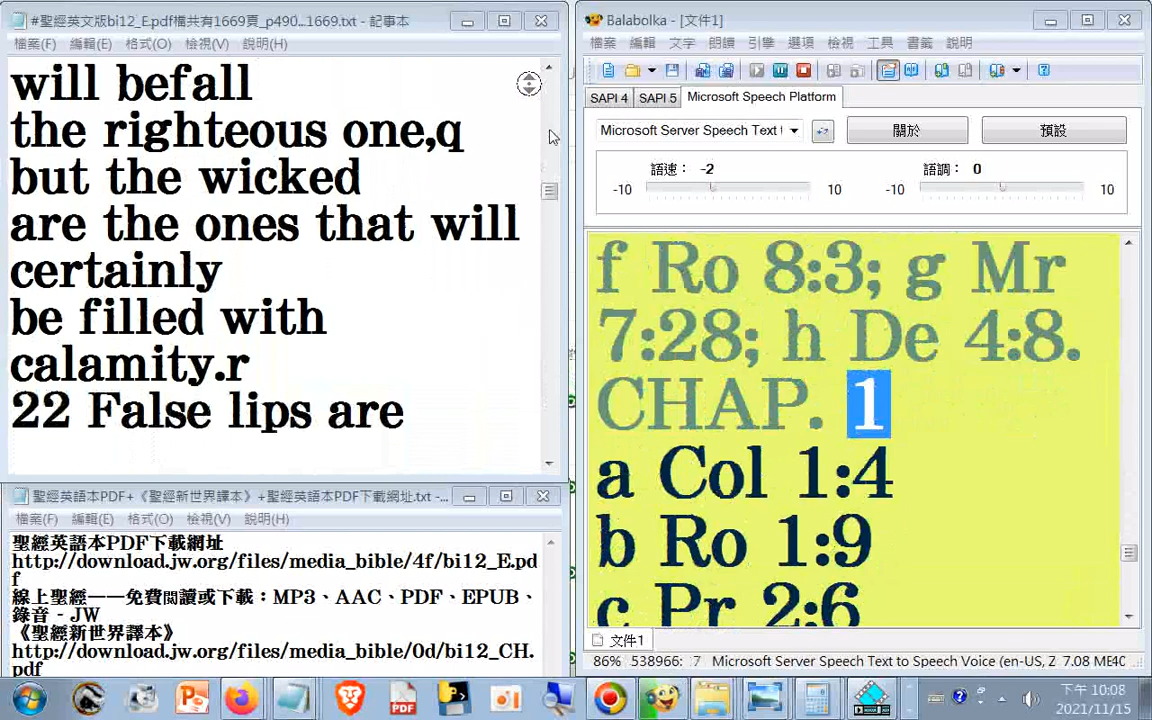 #聖經英文版bi12_E.pdf檔共有1669頁_p490...1669.txt - 記事本
檔案(F) 編輯(E) 格式(O) 檢視(V) 說明(H)
will befall
the righteous one,q
but the wicked
are the ones that will
certainly
be filled with
calamity.r
22 False lips are
聖經英語本PDF+《聖經新世界譯本》+聖經英語本PDF下載網址.txt -...
檔案(F) 編輯(E) 格式(O) 檢視(V) 說明(H)
聖經英語本PDF下載網址
http://download.jw.org/files/media_bible/4f/bi12_E.pd
f
線上聖經——免費閱讀或下載：MP3、AAC、PDF、EPUB、
錄音 - JW
《聖經新世界譯本》
http://download.jw.org/files/media_bible/0d/bi12_CH.
pdf
Balabolka - [文件1]
檔案 編輯 文字 朗讀 引擎 選項 檢視 工具 書籤 說明
SAPI 4 SAPI 5 Microsoft Speech Platform
Microsoft Server Speech Text 關於 預設
語速： -2 語調： 0
-10 10 -10 10
f Ro 8:3; g Mr
7:28; h De 4:8.
CHAP. 1
a Col 1:4
b Ro 1:9
c Pr 2:6
文件1
86% 538966: 7 Microsoft Server Speech Text to Speech Voice (en-US, Z 7.08 ME
下午 10:08
2021/11/15